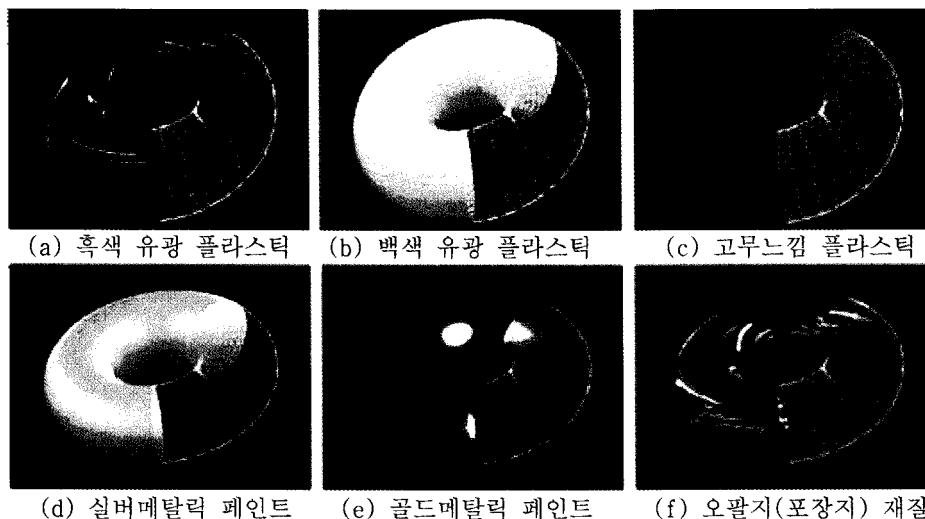 (a) 흑색 유광 플라스틱
(b) 백색 유광 플라스틱
(c) 고무느낌 플라스틱
(d) 실버메탈릭 페인트
(e) 골드메탈릭 페인트
(f) 오팔지(포장지) 재질